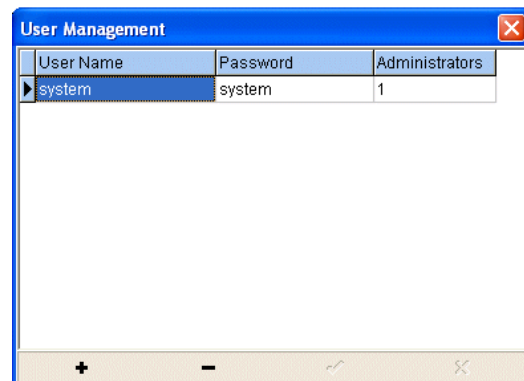 User Management
User Name Password Administrators
system system 1